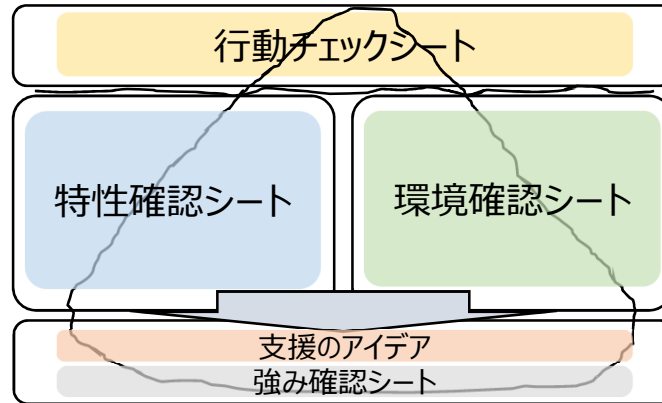 行動チェックシート
特性確認シート
環境確認シート
支援のアイデア
強み確認シート